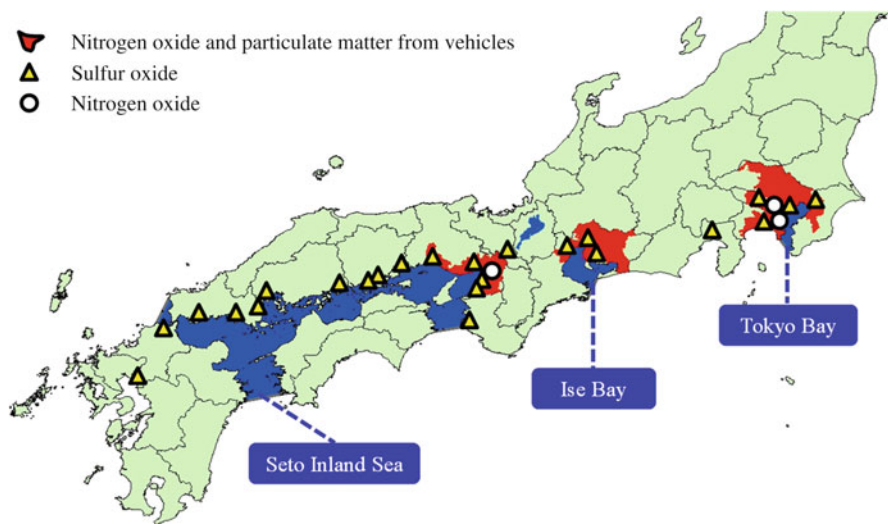 Nitrogen oxide and particulate matter from vehicles
Sulfur oxide
Nitrogen oxide
Tokyo Bay
Ise Bay
Seto Inland Sea